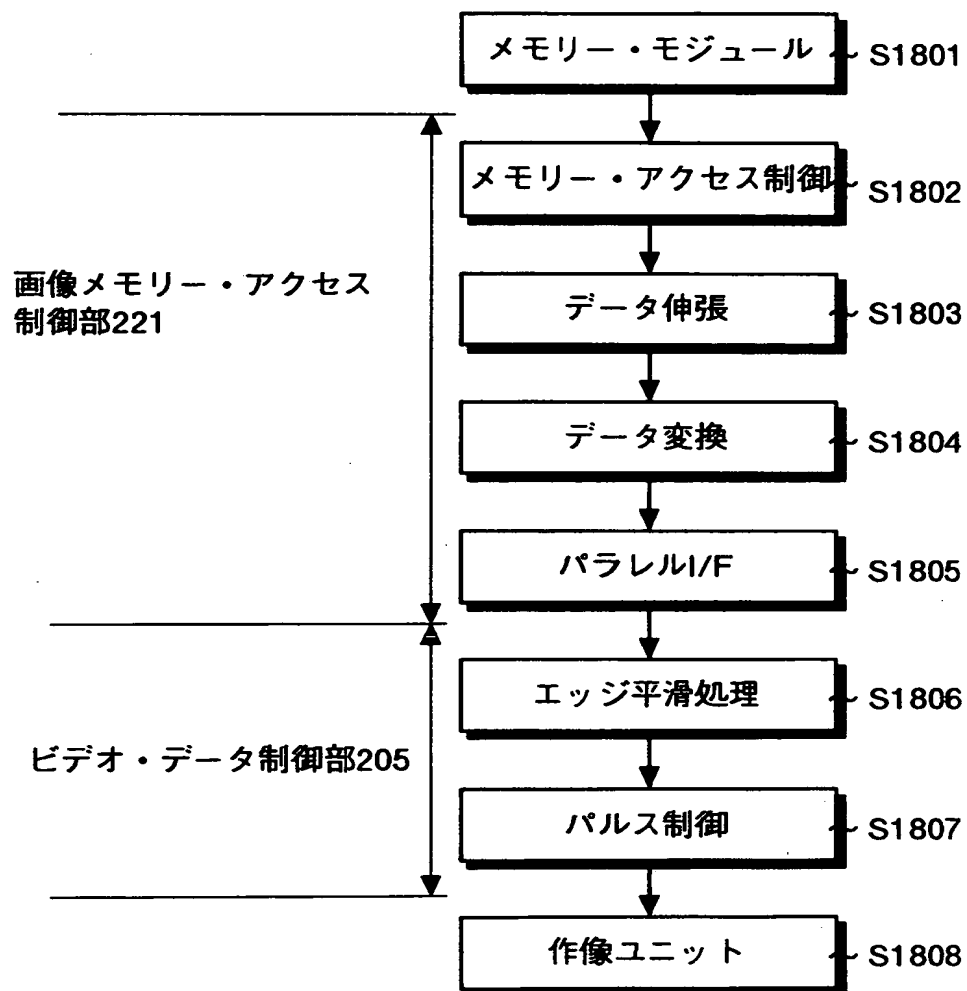 メモリー・モジュール
S1801
メモリー・アクセス制御
S1802
画像メモリー・アクセス
制御部221
データ伸張
S1803
データ変換
S1804
パラレルI/F
S1805
エッジ平滑処理
S1806
ビデオ・データ制御部205
パルス制御
S1807
作像ユニット
S1808